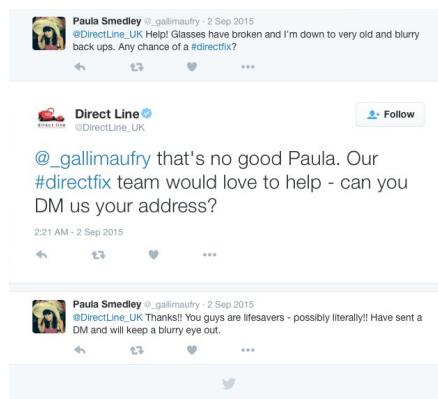 Paula Smedley @_gallimaufry · 2 Sep 2015
@DirectLine_UK Help! Glasses have broken and I'm down to very old and blurry
back ups. Any chance of a #directfix?
direct line
Direct Line
@DirectLine_UK
Follow
@_gallimaufry that's no good Paula. Our
#directfix team would love to help - can you
DM us your address?
2:21 AM - 2 Sep 2015
Paula Smedley @_gallimaufry · 2 Sep 2015
@DirectLine_UK Thanks!! You guys are lifesavers - possibly literally!! Have sent a
DM and will keep a blurry eye out.